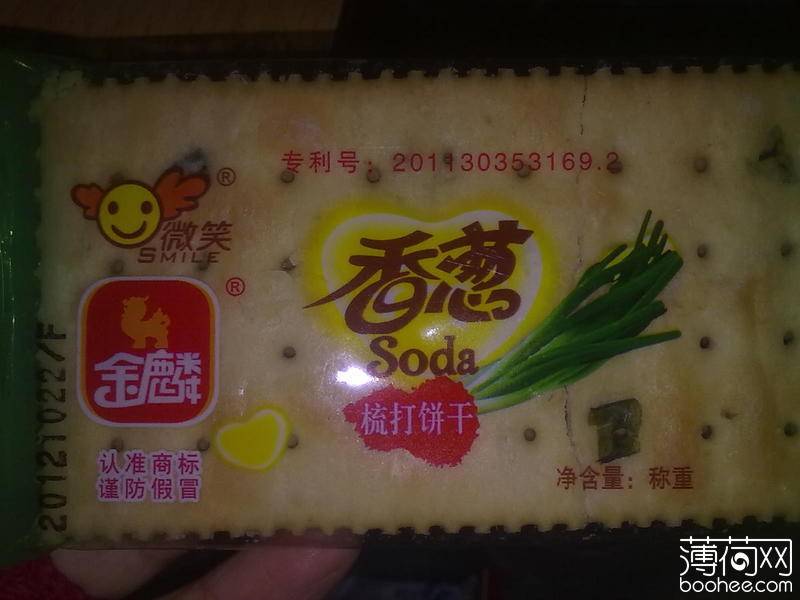 专利号：201130353169.2
微笑®
SMILE
香葱
Soda
梳打饼干
金麟®
认准商标
谨防假冒
净含量：称重
20121022/F
薄荷网
boohee.com